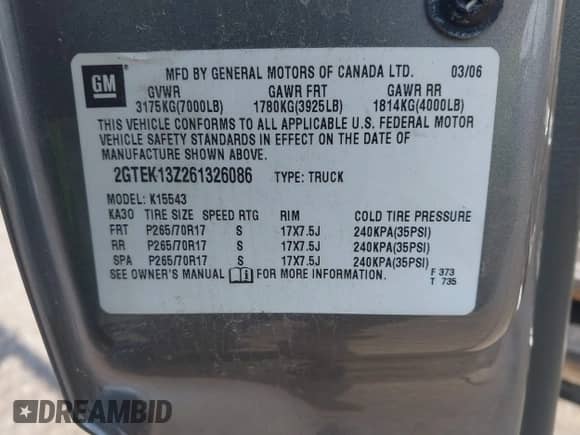 GM
MFD BY GENERAL MOTORS OF CANADA LTD. 03/06
GVWR GAWR FRT GAWR RR
3175KG(7000LB) 1780KG(3925LB) 1814KG(4000LB)
THIS VEHICLE CONFORMS TO ALL APPLICABLE U.S. FEDERAL MOTOR
VEHICLE SAFETY STANDARDS IN EFFECT ON THE DATE OF
MANUFACTURE SHOWN ABOVE.
2GTEK13Z261326086 TYPE: TRUCK
MODEL: K15543
KA30 TIRE SIZE SPEED RTG RIM COLD TIRE PRESSURE
FRT P265/70R17 S 17X7.5J 240KPA(35PSI)
RR P265/70R17 S 17X7.5J 240KPA(35PSI)
SPA P265/70R17 S 17X7.5J 240KPA(35PSI)
SEE OWNER'S MANUAL FOR MORE INFORMATION.
F 373
T 735
DREAMBID